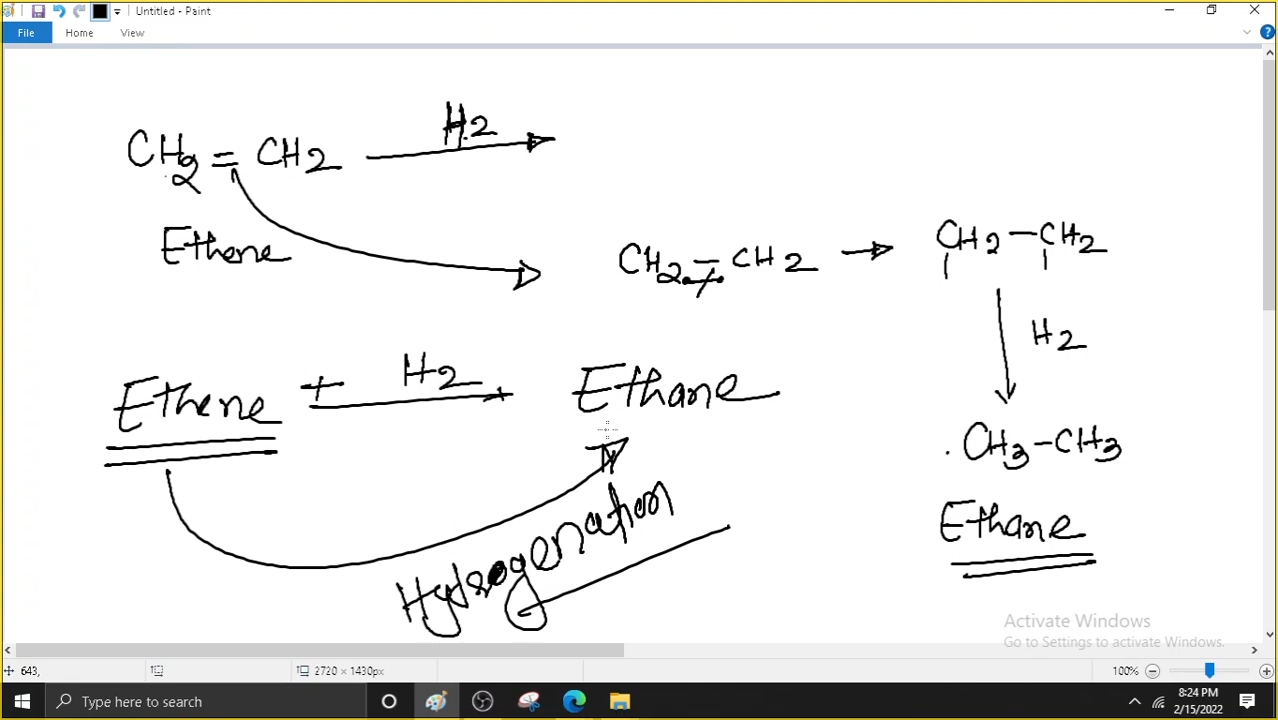 Untitled - Paint
File Home View
H2
CH2 = CH2
Ethene
CH2 = CH2
CH2 - CH2
H2
Ethene + H2 Ethane
CH3 - CH3
Hydrogenation
Ethane
Activate Windows
Go to Settings to activate Windows.
643,
2720 × 1430px
100%
Type here to search
8:24 PM
2/15/2022